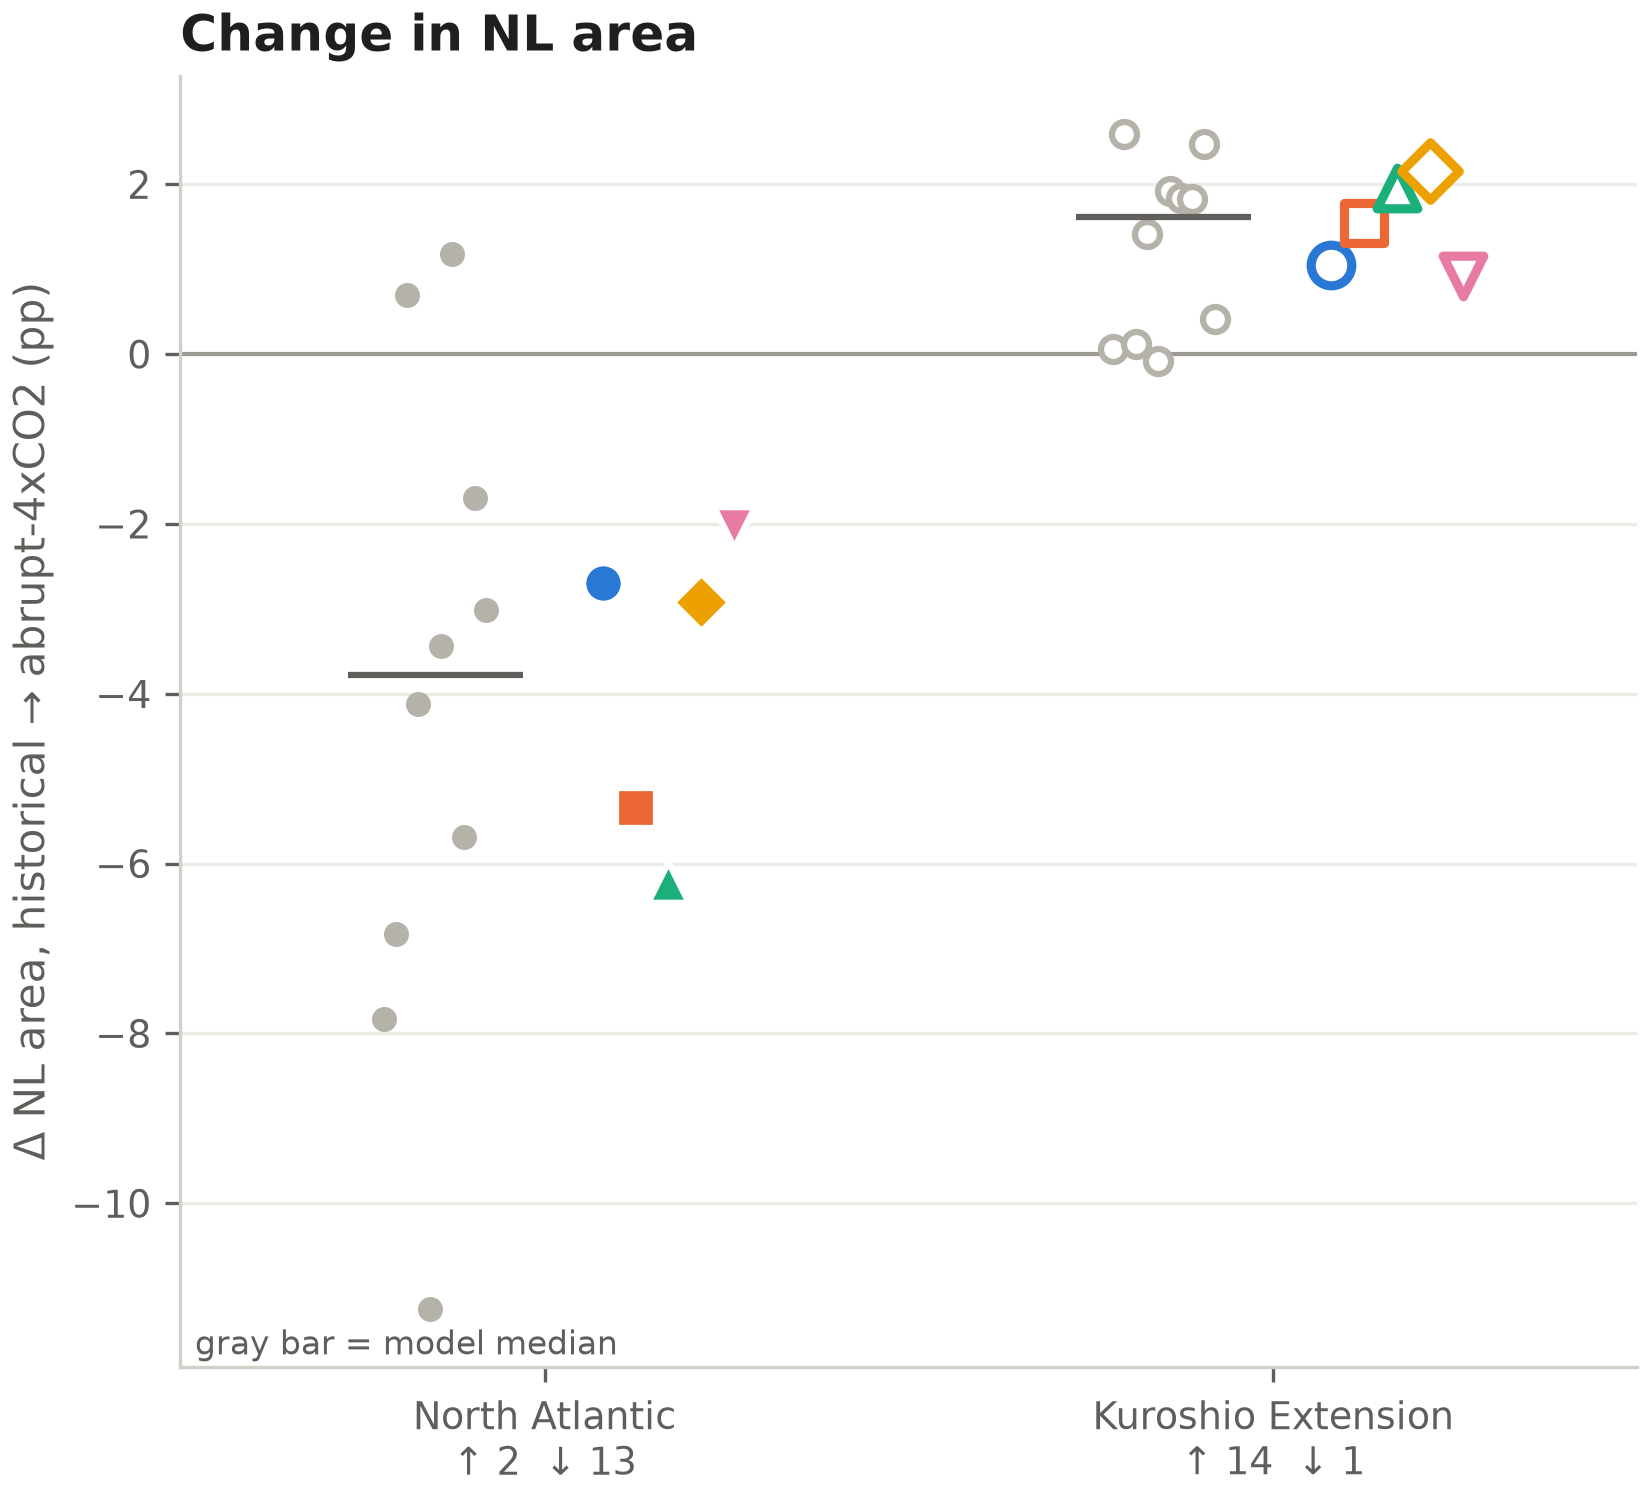 Change in NL area
Δ NL area, historical → abrupt-4xCO2 (pp)
2
0
−2
−4
−6
−8
−10
gray bar = model median
North Atlantic
↑ 2 ↓ 13
Kuroshio Extension
↑ 14 ↓ 1